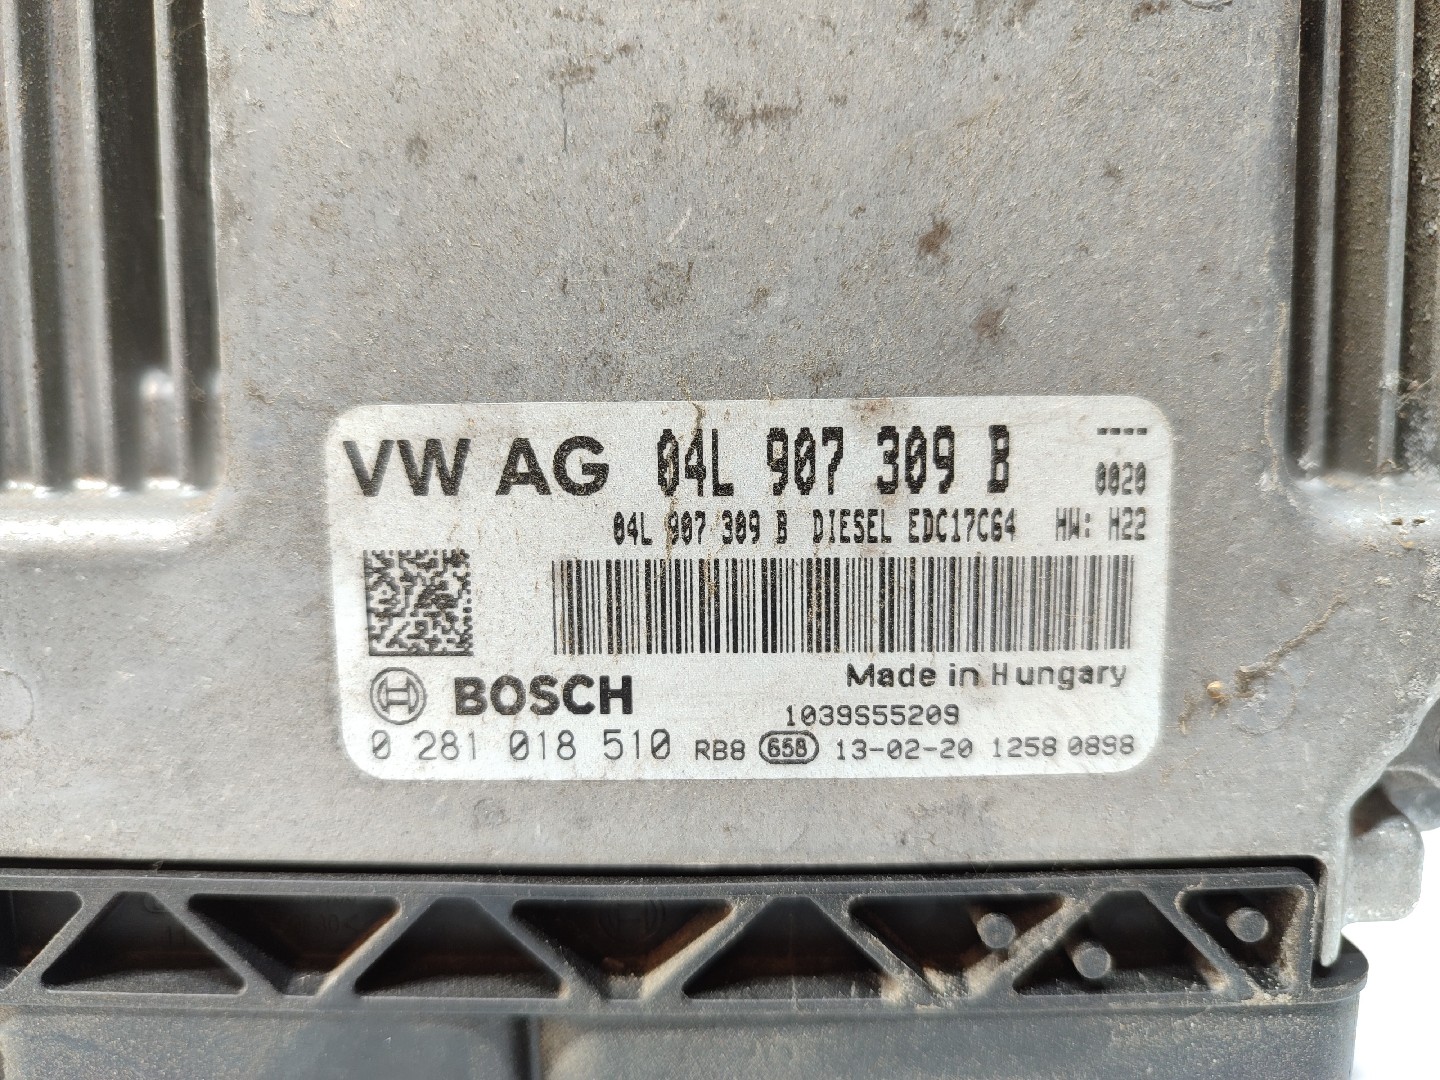 VW AG 04L 907 309 B ----
0020
04L 907 309 B DIESEL EDC17C64 HW: H22
Made in Hungary
BOSCH
1039S55209
0 281 018 510 RB8 658 13-02-20 1258 0898